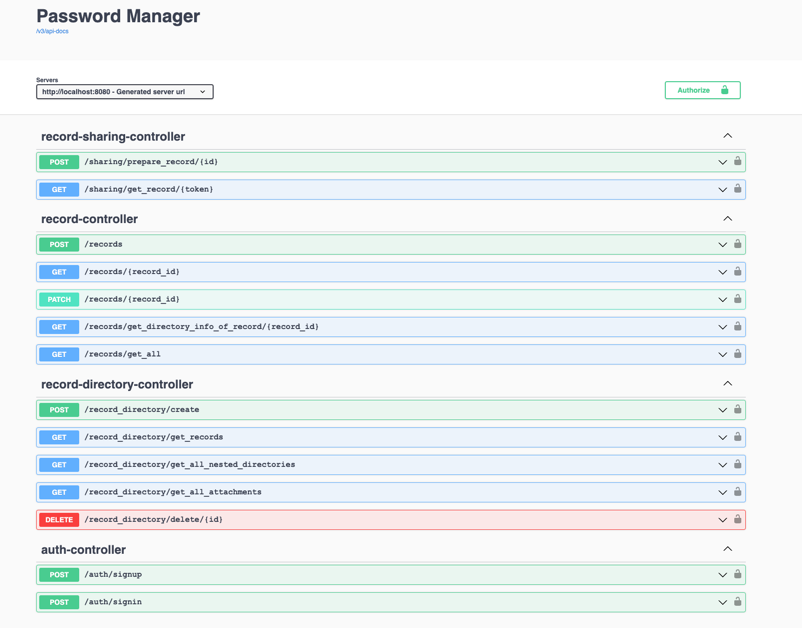 Password Manager
/v3/api-docs
Servers
http://localhost:8080 - Generated server url
Authorize
record-sharing-controller
POST /sharing/prepare_record/{id}
GET /sharing/get_record/{token}
record-controller
POST /records
GET /records/{record_id}
PATCH /records/{record_id}
GET /records/get_directory_info_of_record/{record_id}
GET /records/get_all
record-directory-controller
POST /record_directory/create
GET /record_directory/get_records
GET /record_directory/get_all_nested_directories
GET /record_directory/get_all_attachments
DELETE /record_directory/delete/{id}
auth-controller
POST /auth/signup
POST /auth/signin